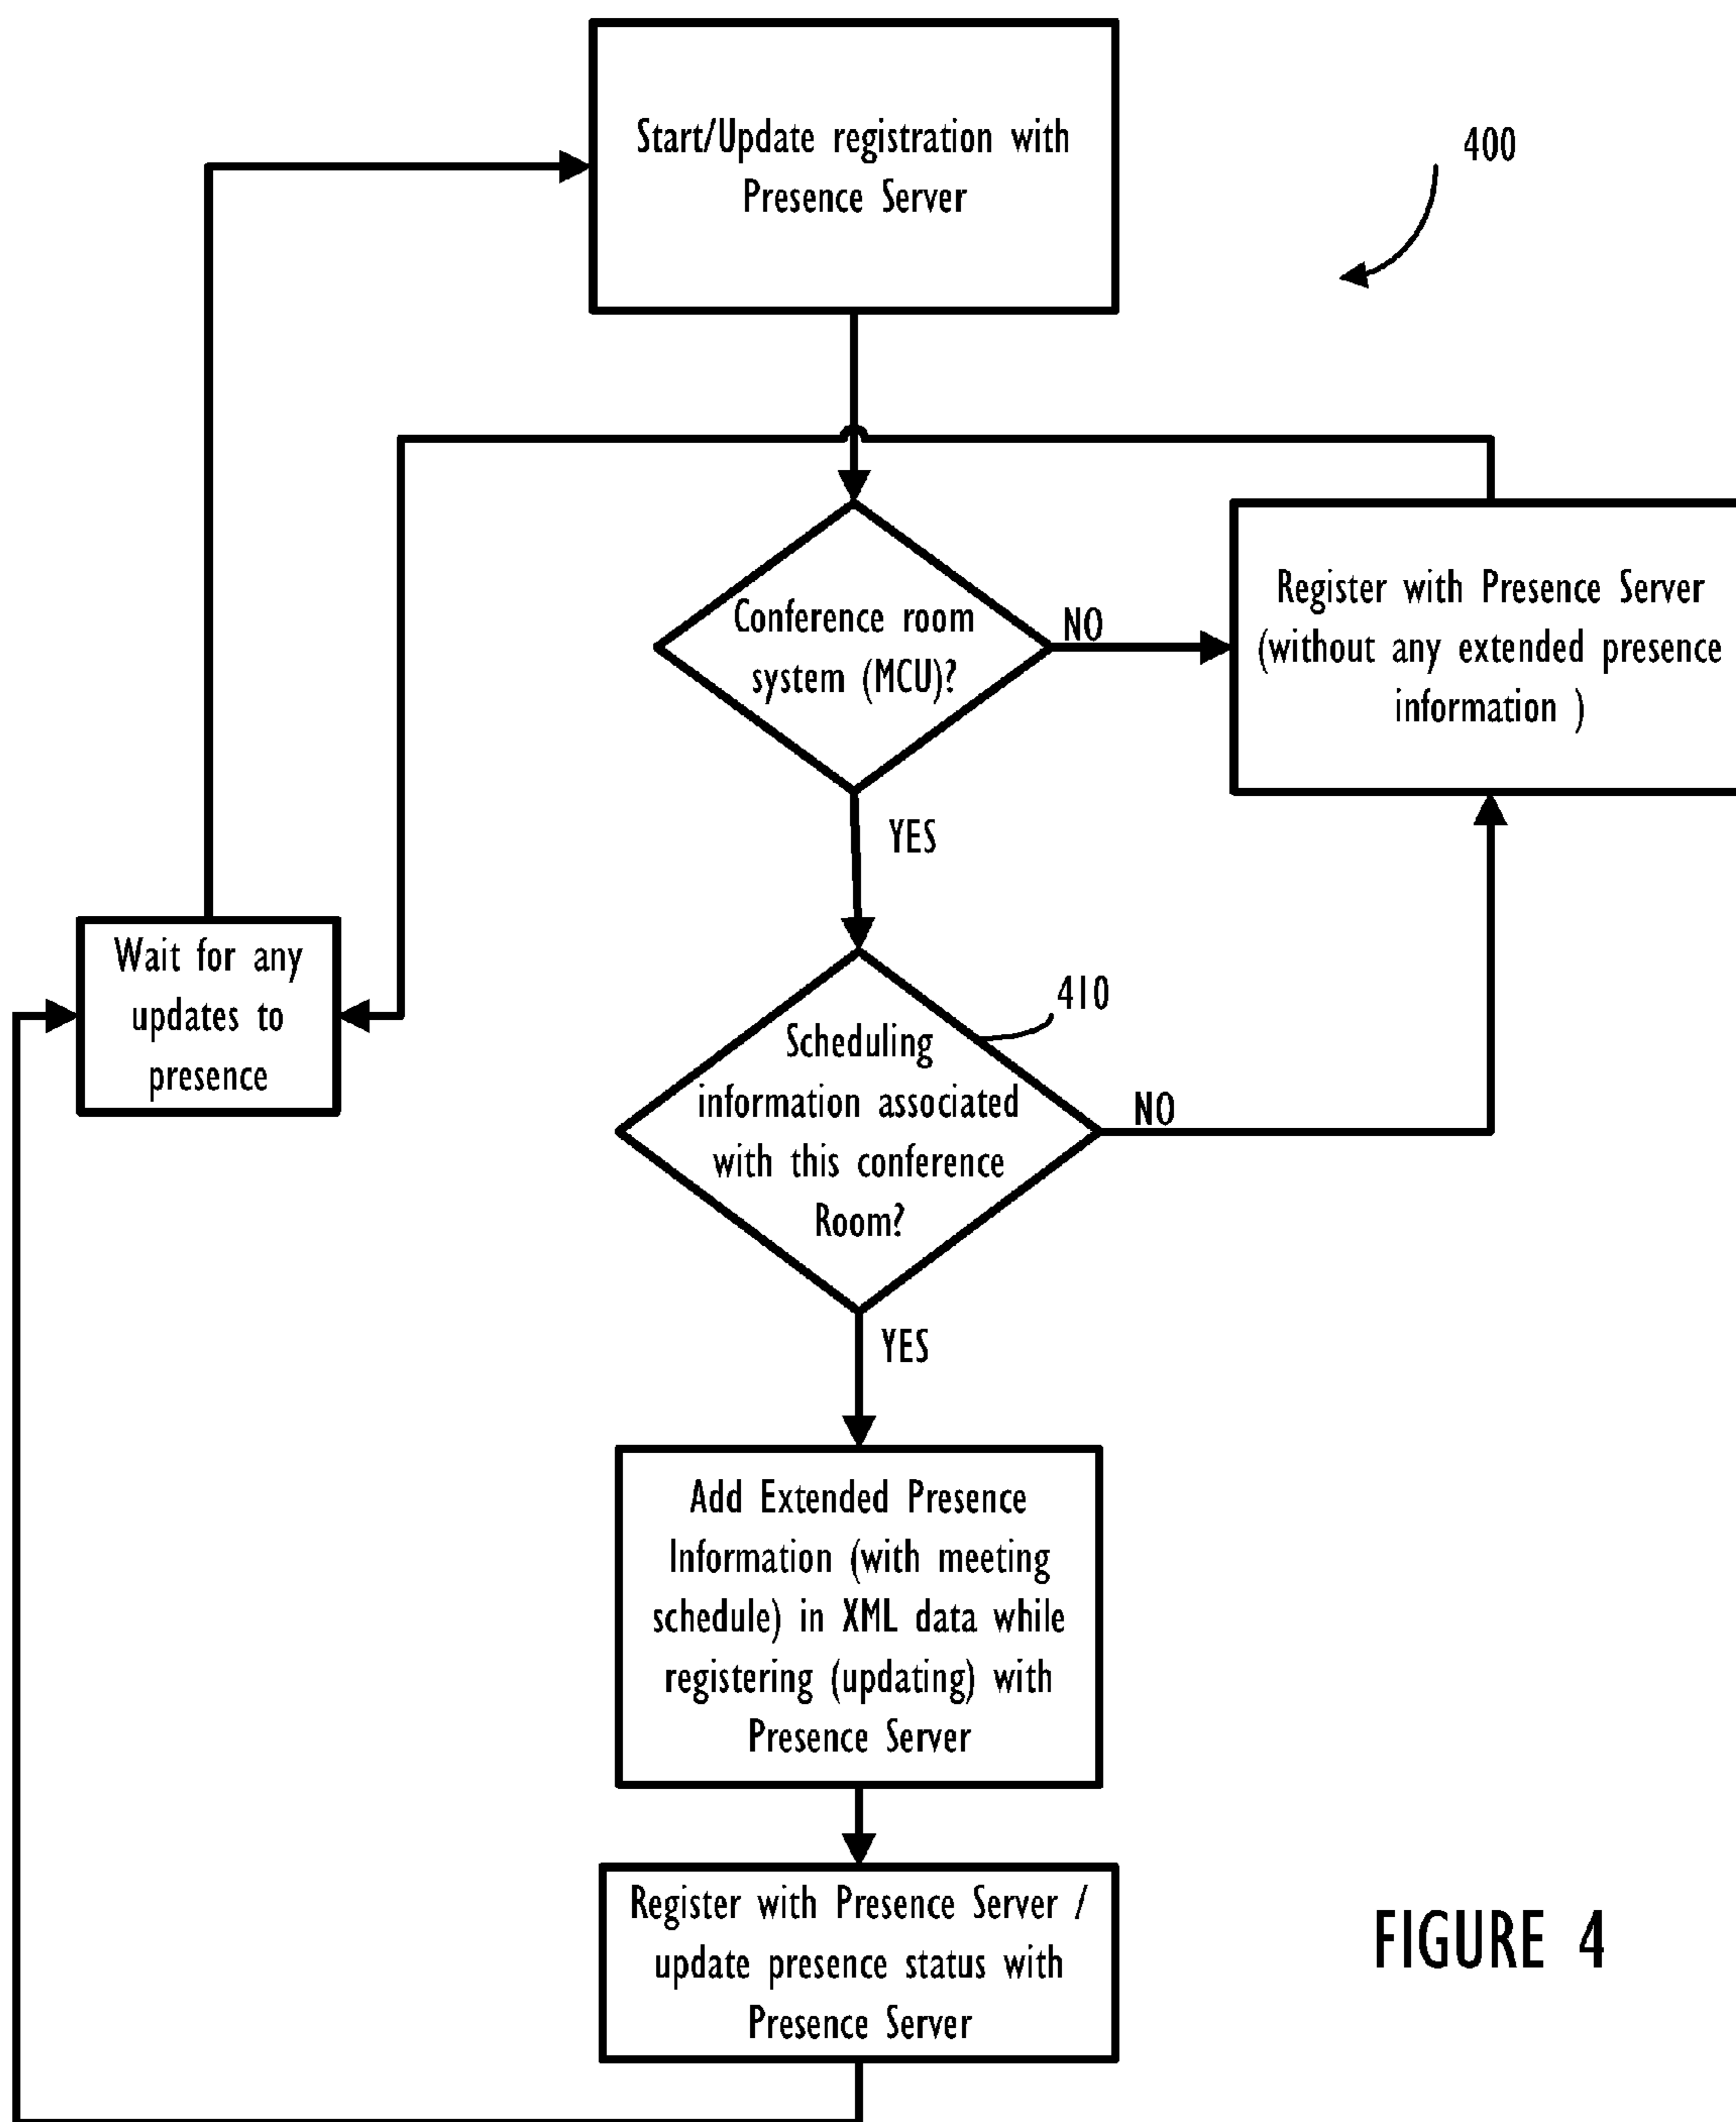 Start/Update registration with
Presence Server
400
Conference room
system (MCU)?
NO
Register with Presence Server
(without any extended presence
information )
YES
Wait for any
updates to
presence
410
Scheduling
information associated
with this conference
Room?
NO
YES
Add Extended Presence
Information (with meeting
schedule) in XML data while
registering (updating) with
Presence Server
Register with Presence Server /
update presence status with
Presence Server
FIGURE 4